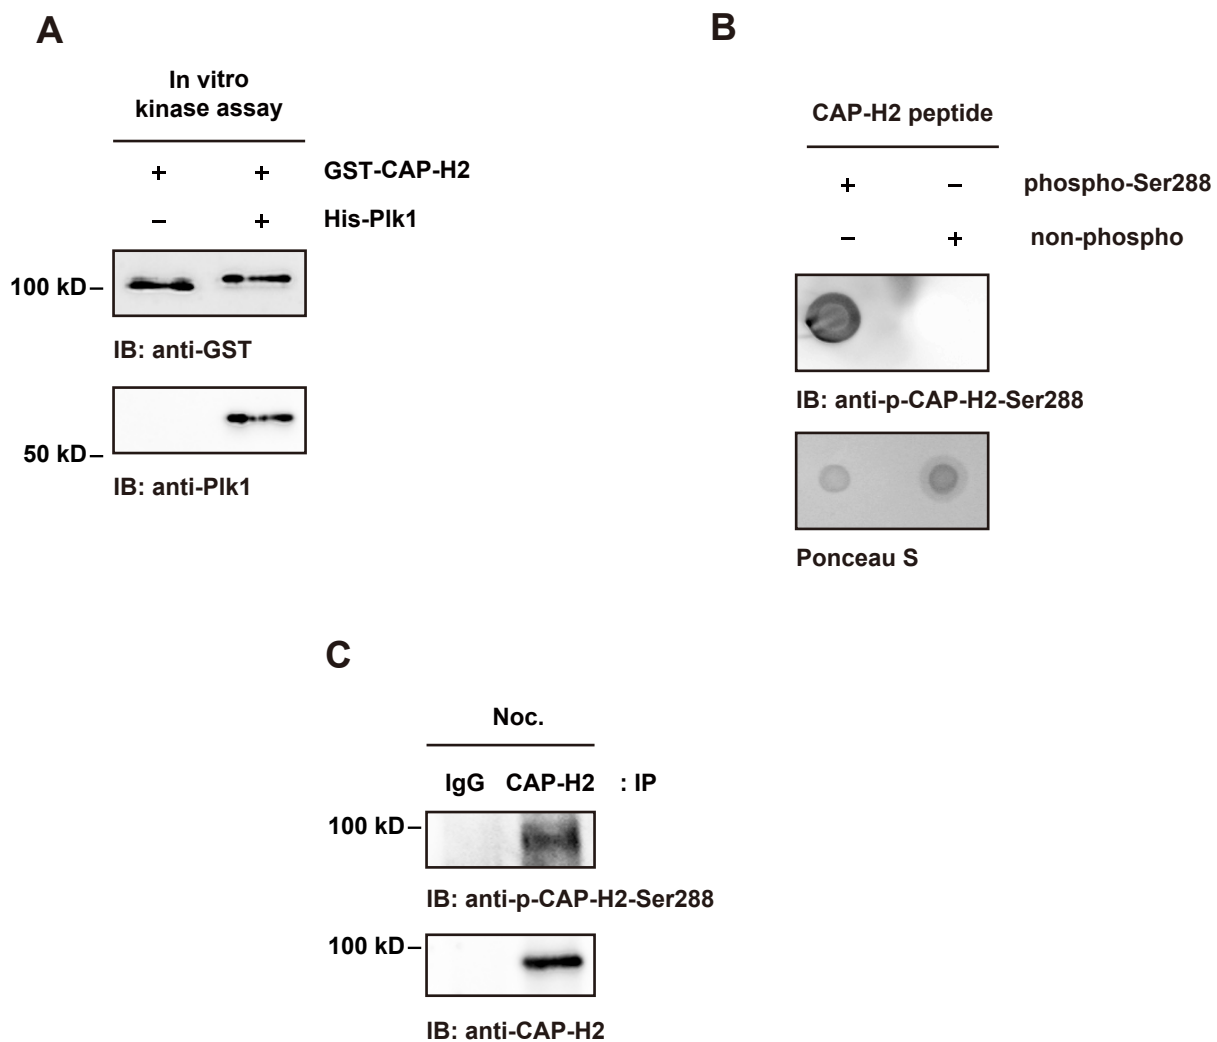 A
In vitro
kinase assay
+ + GST-CAP-H2
– + His-Plk1
100 kD –
IB: anti-GST
50 kD –
IB: anti-Plk1
B
CAP-H2 peptide
+ – phospho-Ser288
– + non-phospho
IB: anti-p-CAP-H2-Ser288
Ponceau S
C
Noc.
IgG CAP-H2 : IP
100 kD –
IB: anti-p-CAP-H2-Ser288
100 kD –
IB: anti-CAP-H2